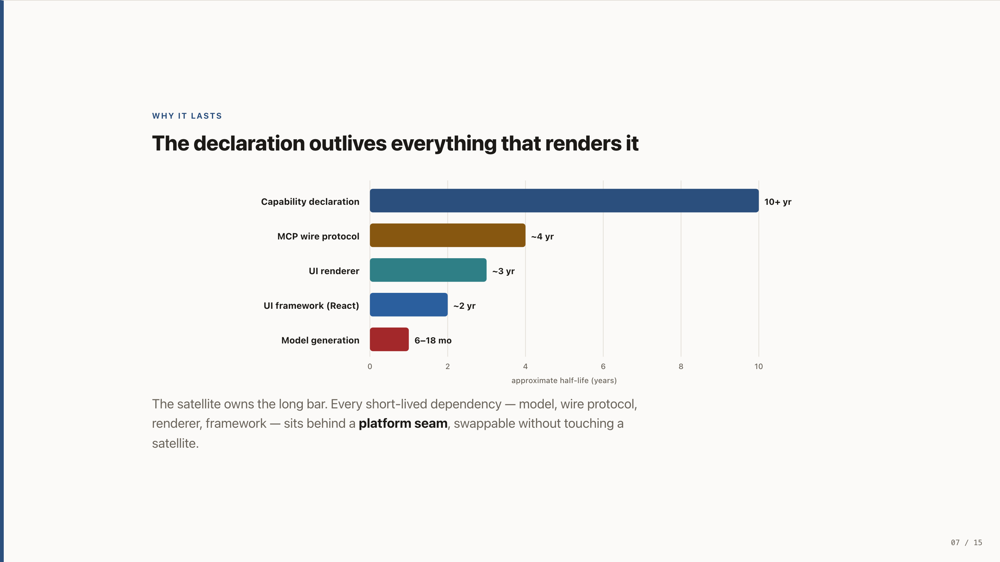 WHY IT LASTS
The declaration outlives everything that renders it
Capability declaration
10+ yr
MCP wire protocol
~4 yr
UI renderer
~3 yr
UI framework (React)
~2 yr
Model generation
6–18 mo
0 2 4 6 8 10
approximate half-life (years)
The satellite owns the long bar. Every short-lived dependency — model, wire protocol,
renderer, framework — sits behind a platform seam, swappable without touching a
satellite.
07 / 15